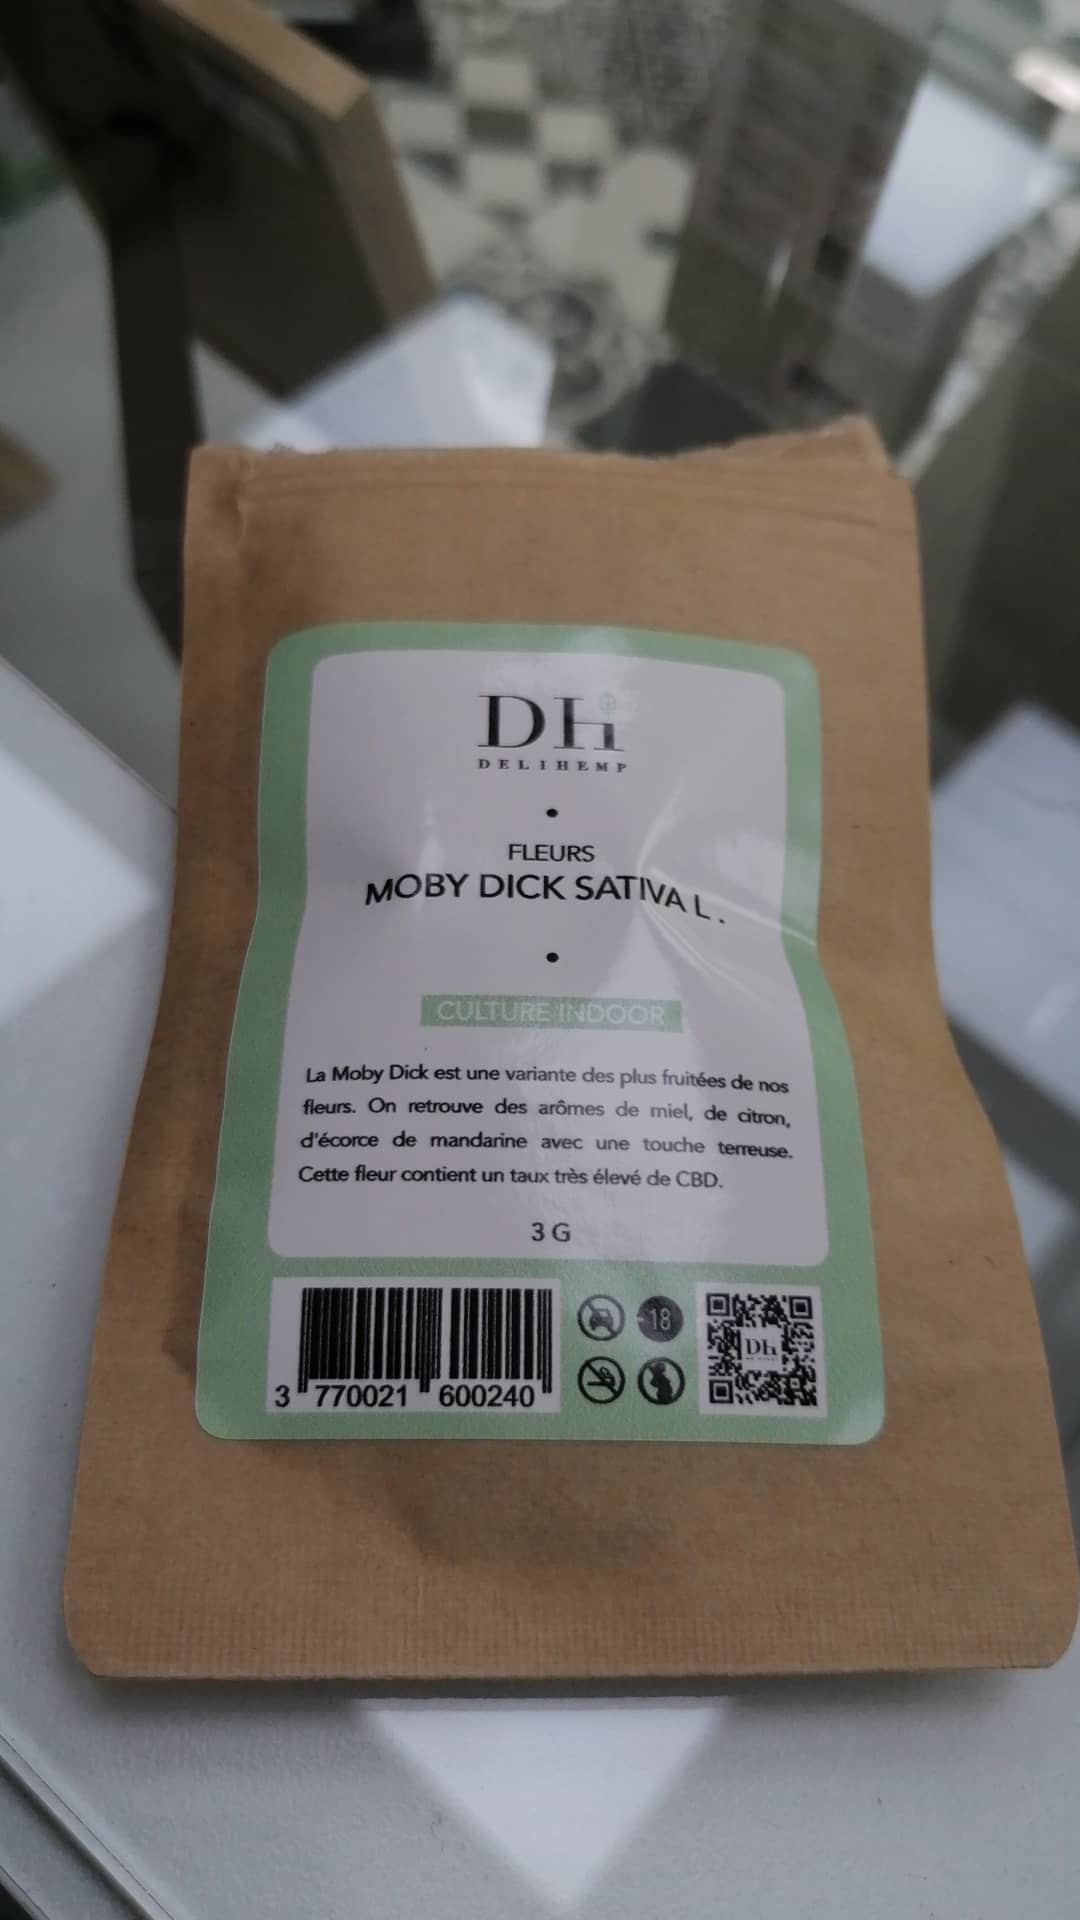 DH
DELIHEMP
FLEURS
MOBY DICK SATIVA L.
CULTURE INDOOR
La Moby Dick est une variante des plus fruitées de nos
fleurs. On retrouve des arômes de miel, de citron,
d'écorce de mandarine avec une touche terreuse.
Cette fleur contient un taux très élevé de CBD.
3 G
-18
Dh
3 770021 600240